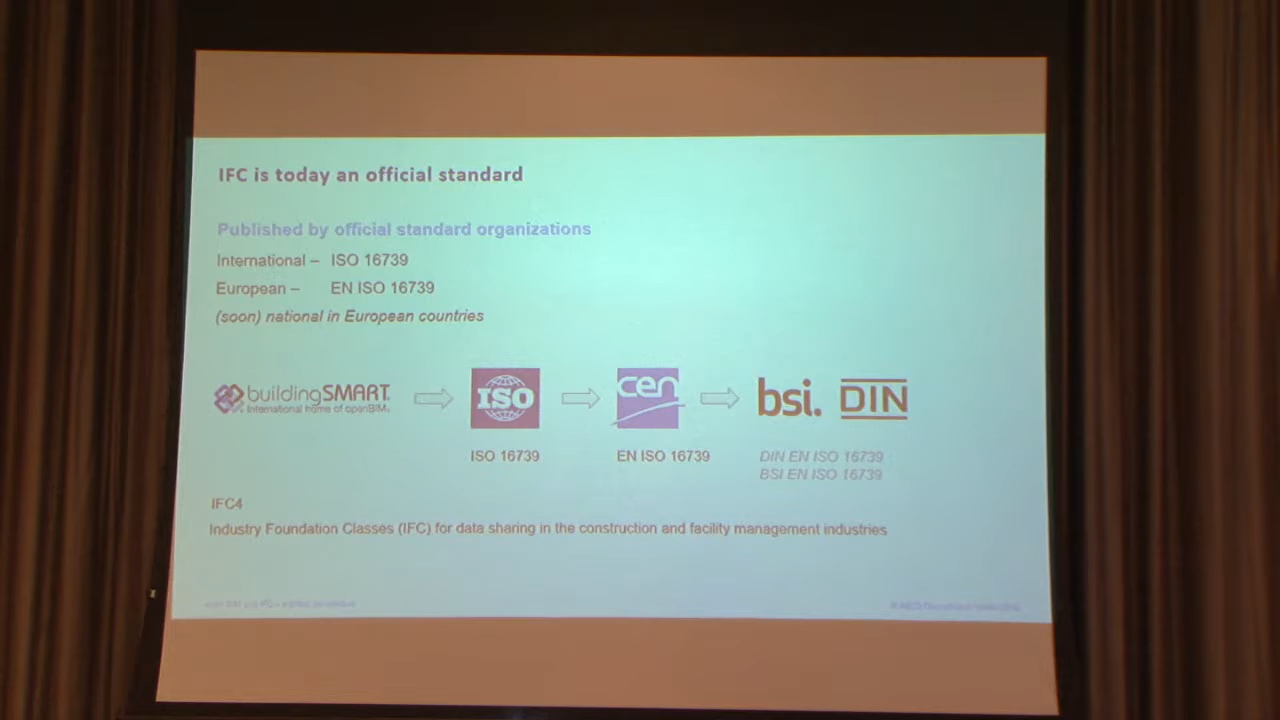 IFC is today an official standard
Published by official standard organizations
International – ISO 16739
European – EN ISO 16739
(soon) national in European countries
buildingSMART
International home of openBIM
ISO
cen
bsi.
DIN
ISO 16739
EN ISO 16739
DIN EN ISO 16739
BSI EN ISO 16739
IFC4
Industry Foundation Classes (IFC) for data sharing in the construction and facility management industries